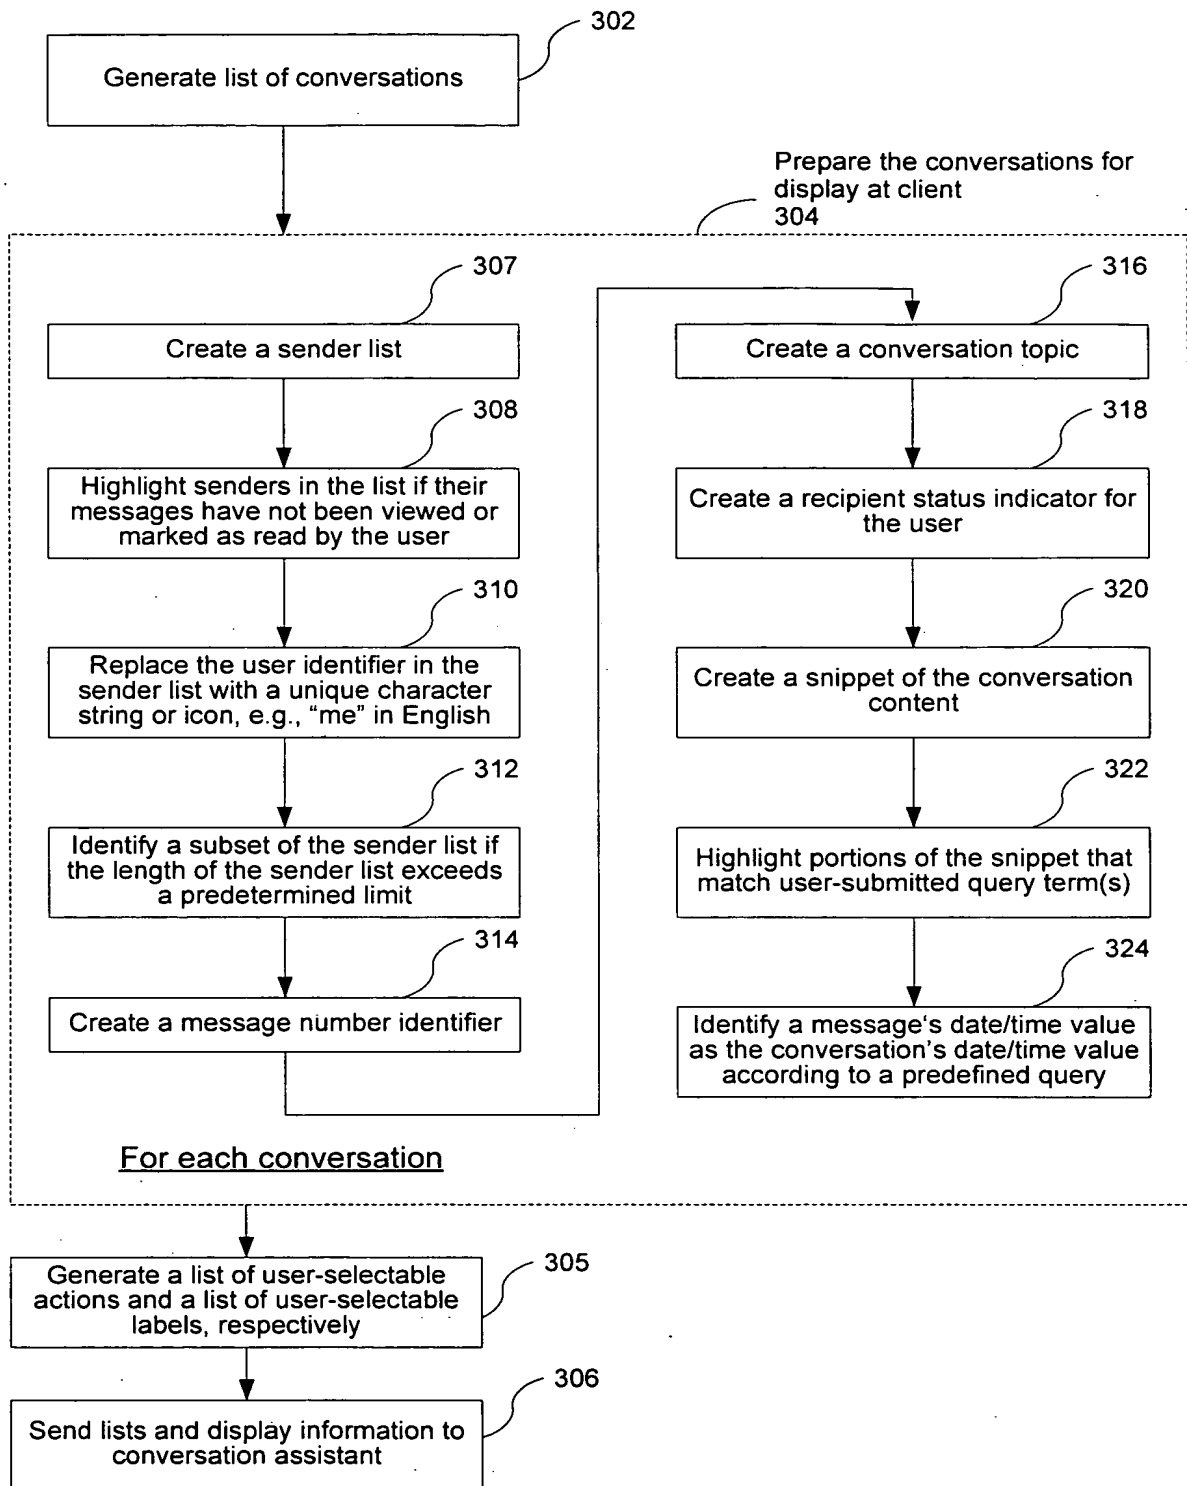 302
Generate list of conversations
Prepare the conversations for
display at client
304
307
Create a sender list
308
Highlight senders in the list if their
messages have not been viewed or
marked as read by the user
310
Replace the user identifier in the
sender list with a unique character
string or icon, e.g., “me” in English
312
Identify a subset of the sender list if
the length of the sender list exceeds
a predetermined limit
314
Create a message number identifier
316
Create a conversation topic
318
Create a recipient status indicator for
the user
320
Create a snippet of the conversation
content
322
Highlight portions of the snippet that
match user-submitted query term(s)
324
Identify a message‘s date/time value
as the conversation’s date/time value
according to a predefined query
For each conversation
305
Generate a list of user-selectable
actions and a list of user-selectable
labels, respectively
306
Send lists and display information to
conversation assistant